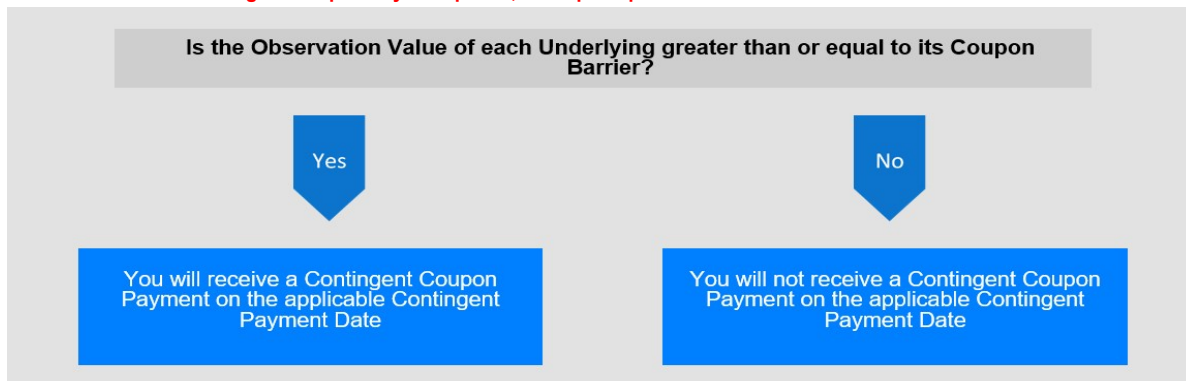 Is the Observation Value of each Underlying greater than or equal to its Coupon
Barrier?
Yes
No
You will receive a Contingent Coupon
Payment on the applicable Contingent
Payment Date
You will not receive a Contingent Coupon
Payment on the applicable Contingent
Payment Date